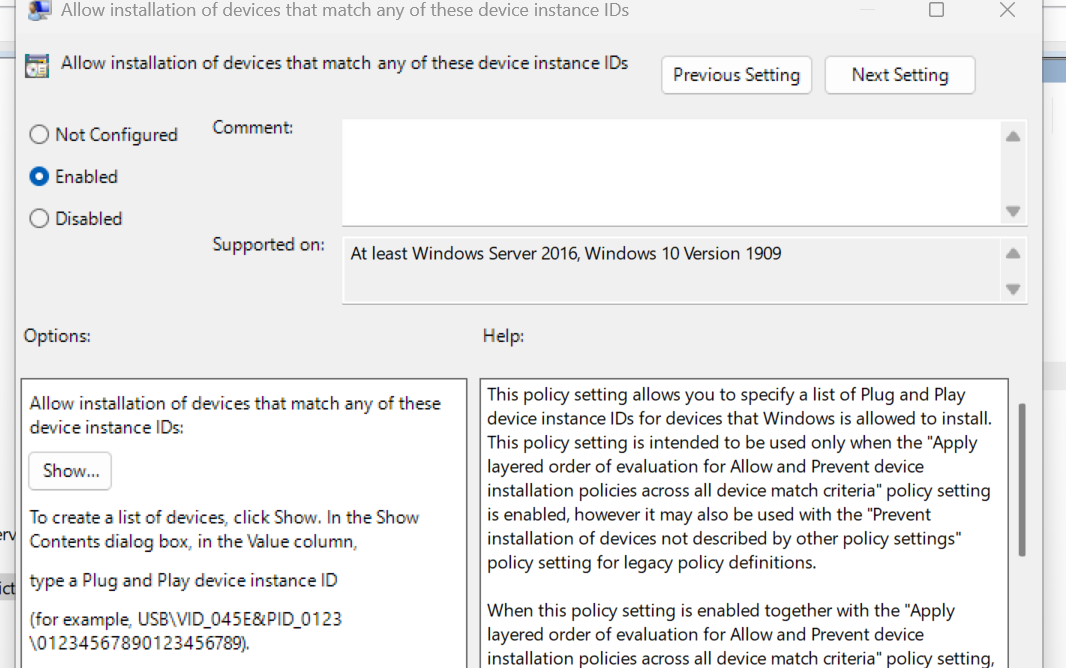 Allow installation of devices that match any of these device instance IDs
Allow installation of devices that match any of these device instance IDs
Previous Setting
Next Setting
Not Configured
Comment:
Enabled
Disabled
Supported on:
At least Windows Server 2016, Windows 10 Version 1909
Options:
Help:
Allow installation of devices that match any of these
device instance IDs:
Show...
To create a list of devices, click Show. In the Show
Contents dialog box, in the Value column,
type a Plug and Play device instance ID
(for example, USB\VID_045E&PID_0123
\01234567890123456789).
This policy setting allows you to specify a list of Plug and Play
device instance IDs for devices that Windows is allowed to install.
This policy setting is intended to be used only when the "Apply
layered order of evaluation for Allow and Prevent device
installation policies across all device match criteria" policy setting
is enabled, however it may also be used with the "Prevent
installation of devices not described by other policy settings"
policy setting for legacy policy definitions.
When this policy setting is enabled together with the "Apply
layered order of evaluation for Allow and Prevent device
installation policies across all device match criteria" policy setting,